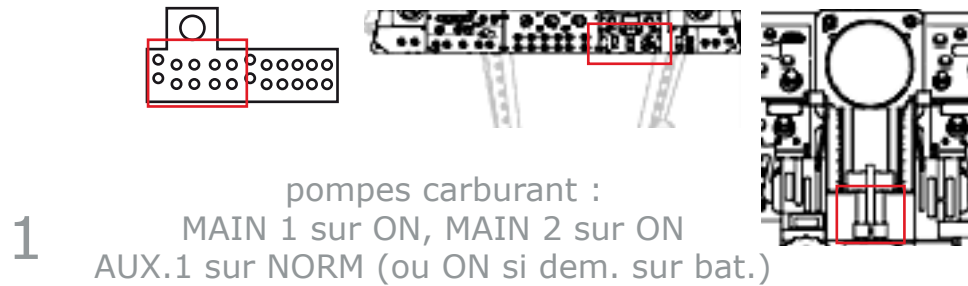 pompes carburant :
1
MAIN 1 sur ON, MAIN 2 sur ON
AUX.1 sur NORM (ou ON si dem. sur bat.)